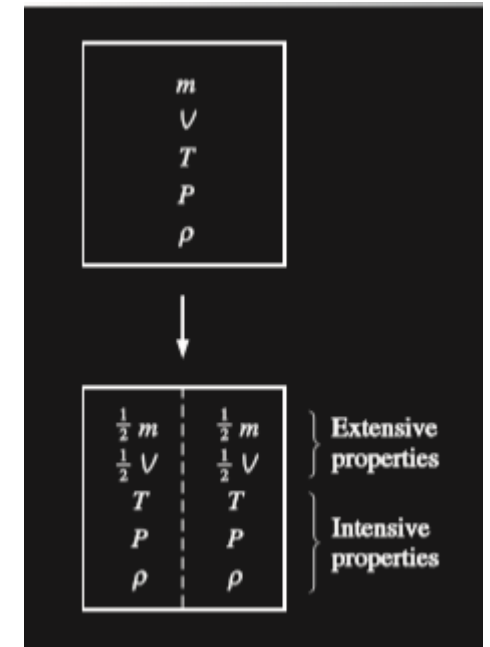 m
V
T
P
ρ
½ m ½ m
½ V ½ V
T T
P P
ρ ρ
Extensive
properties
Intensive
properties